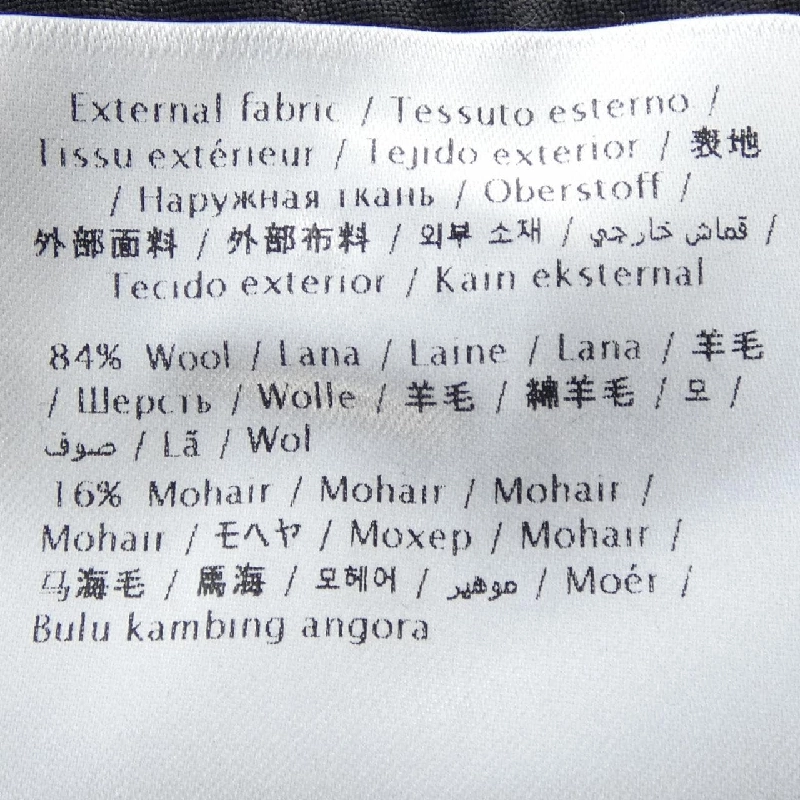 External fabric / Tessuto esterno /
Tissu extérieur / Tejido exterior / 表地
/ Наружная ткань / Oberstoff /
外部面料 / 外部布料 / 외부 소재 / قماش خارجي /
Tecido exterior / Kain eksternal
84% Wool / Lana / Laine / Lana / 羊毛
/ Шерсть / Wolle / 羊毛 / 綿羊毛 / 모 /
صوف / Lã / Wol
16% Mohair / Mohair / Mohair /
Mohair / モヘヤ / Мохер / Mohair /
马海毛 / 馬海 / 모헤어 / موهير / Moér /
Bulu kambing angora